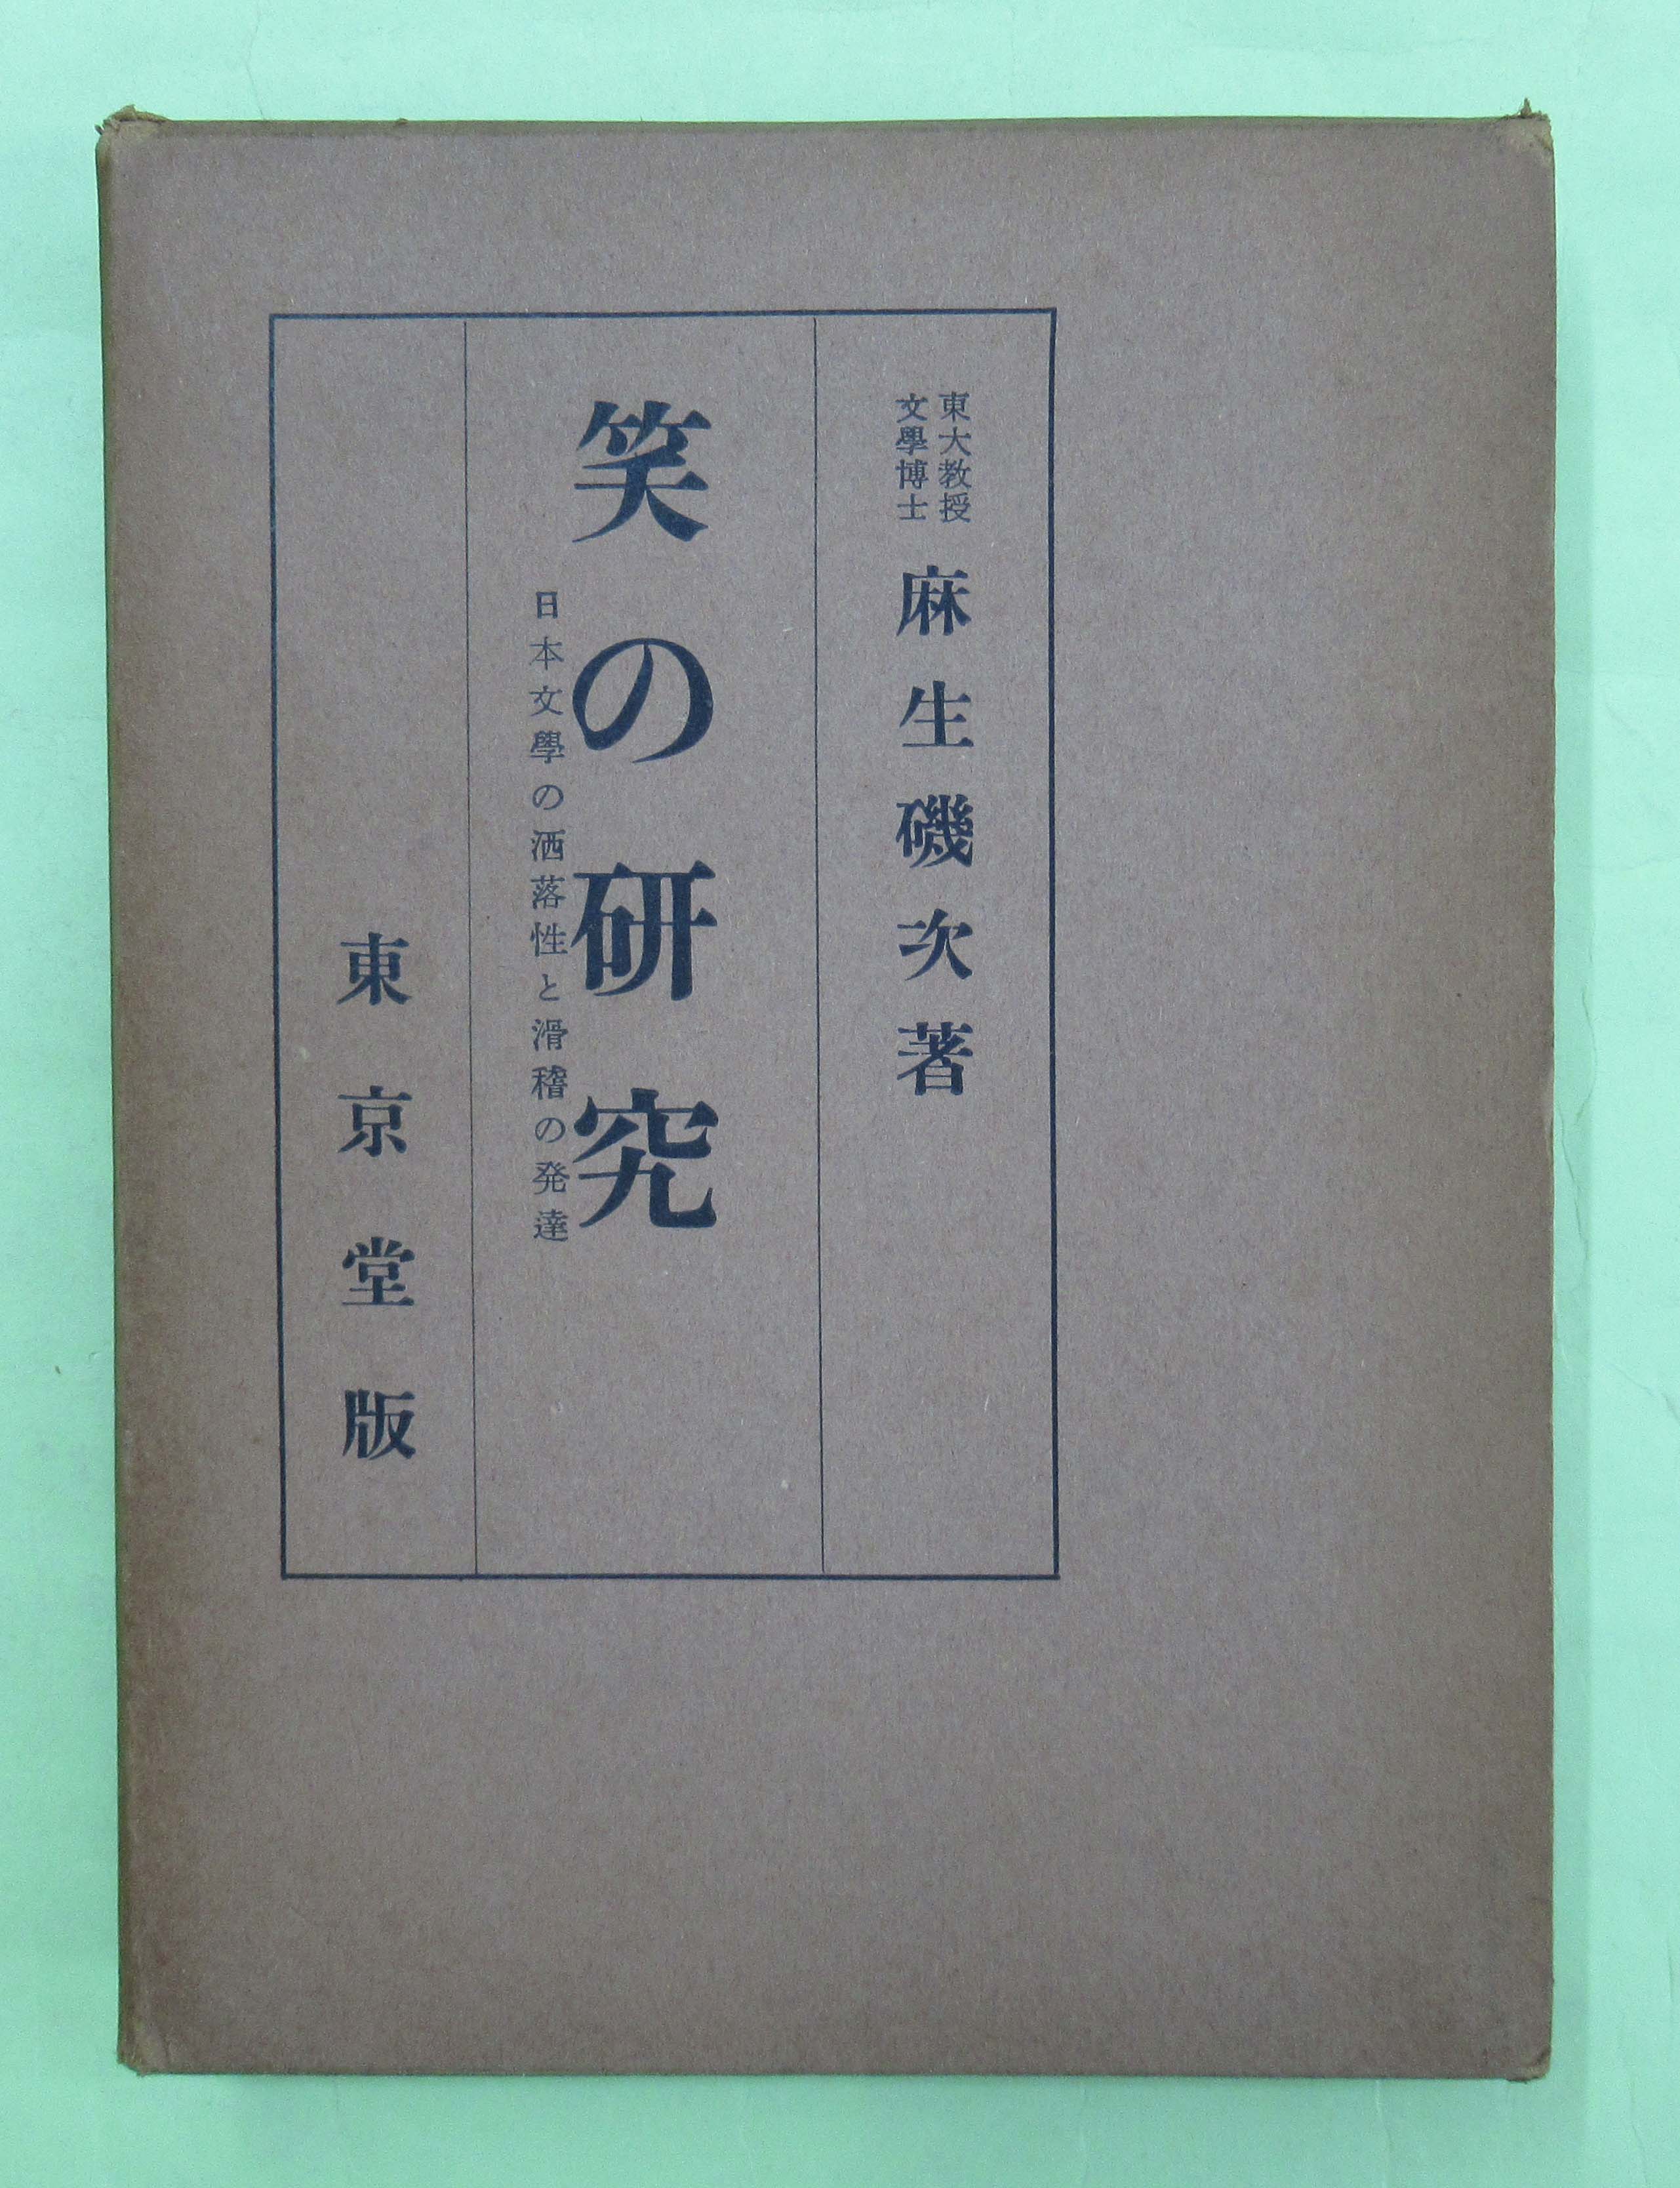 東大教授
文學博士
麻生磯次著
笑の研究
日本文學の洒落性と滑稽の発達
東京堂版